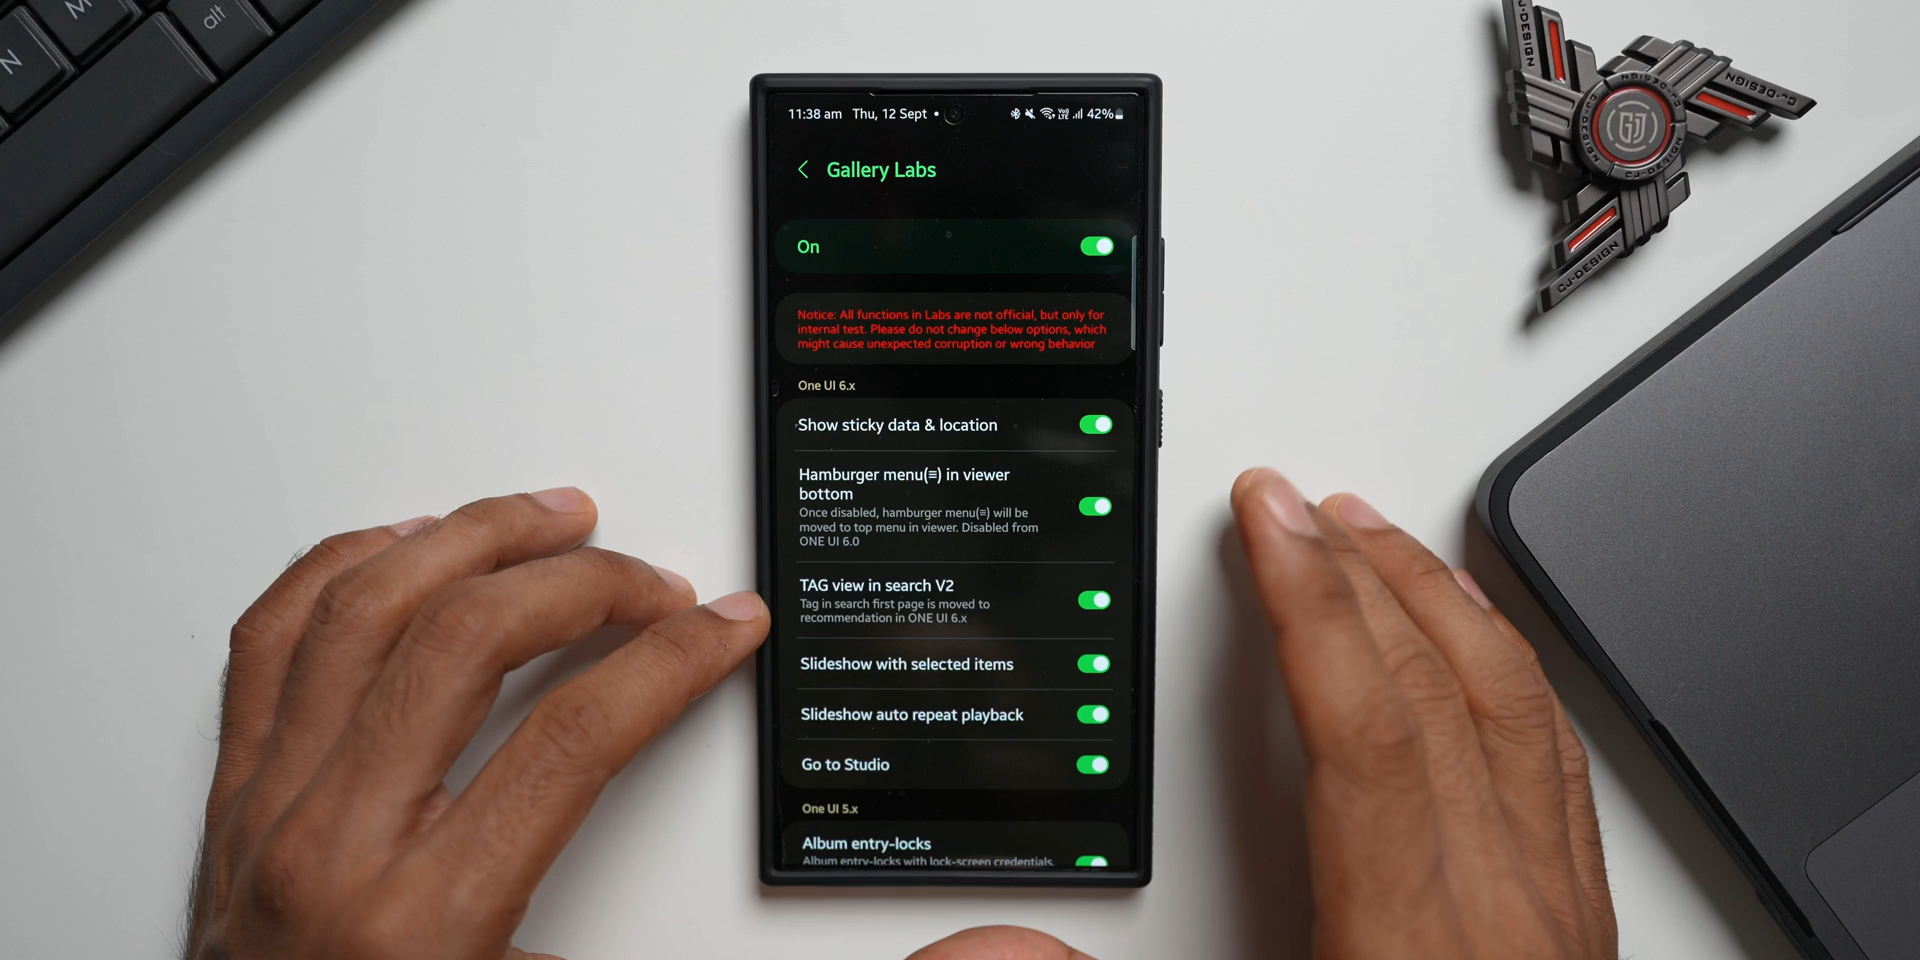 N
M
alt
11:38 am Thu, 12 Sept • 42%
Gallery Labs
On
Notice: All functions in Labs are not official, but only for
internal test. Please do not change below options, which
might cause unexpected corruption or wrong behavior
One UI 6.x
Show sticky data & location
Hamburger menu(≡) in viewer
bottom
Once disabled, hamburger menu(≡) will be
moved to top menu in viewer. Disabled from
ONE UI 6.0
TAG view in search V2
Tag in search first page is moved to
recommendation in ONE UI 6.x
Slideshow with selected items
Slideshow auto repeat playback
Go to Studio
One UI 5.x
Album entry-locks
Album entry-locks with lock-screen credentials.
CJ-DESIGN
CJ-DESIGN
CJ-DESIGN